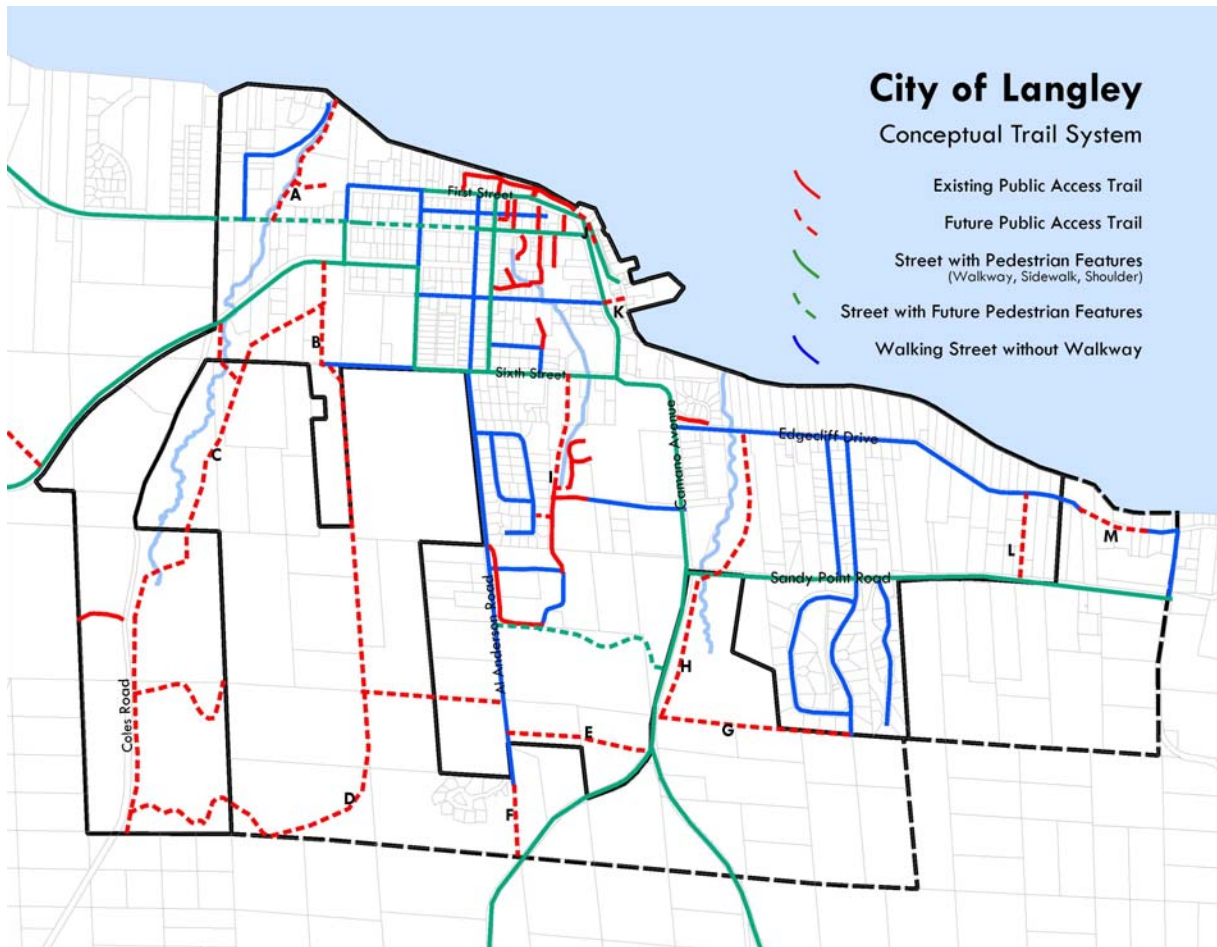 City of Langley
Conceptual Trail System
Existing Public Access Trail
Future Public Access Trail
Street with Pedestrian Features
(Walkway, Sidewalk, Shoulder)
Street with Future Pedestrian Features
Walking Street without Walkway
A
First Street
J
K
B
Sixth Street
Camano Avenue
Edgecliff Drive
C
I
L
M
Sandy Point Road
Al Anderson Road
H
Coles Road
E
G
D
F